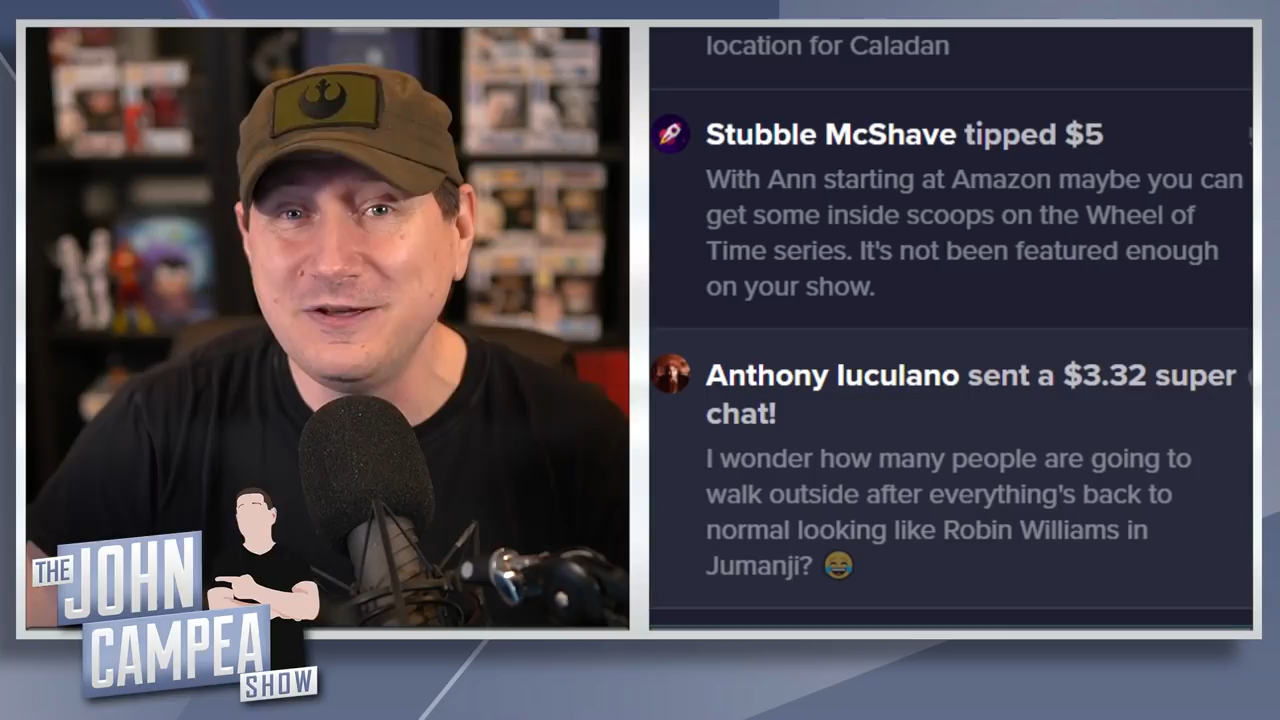 location for Caladan
Stubble McShave tipped $5
With Ann starting at Amazon maybe you can
get some inside scoops on the Wheel of
Time series. It's not been featured enough
on your show.
Anthony Iuculano sent a $3.32 super
chat!
I wonder how many people are going to
walk outside after everything's back to
normal looking like Robin Williams in
Jumanji? 😂
THE
JOHN
CAMPEA
SHOW